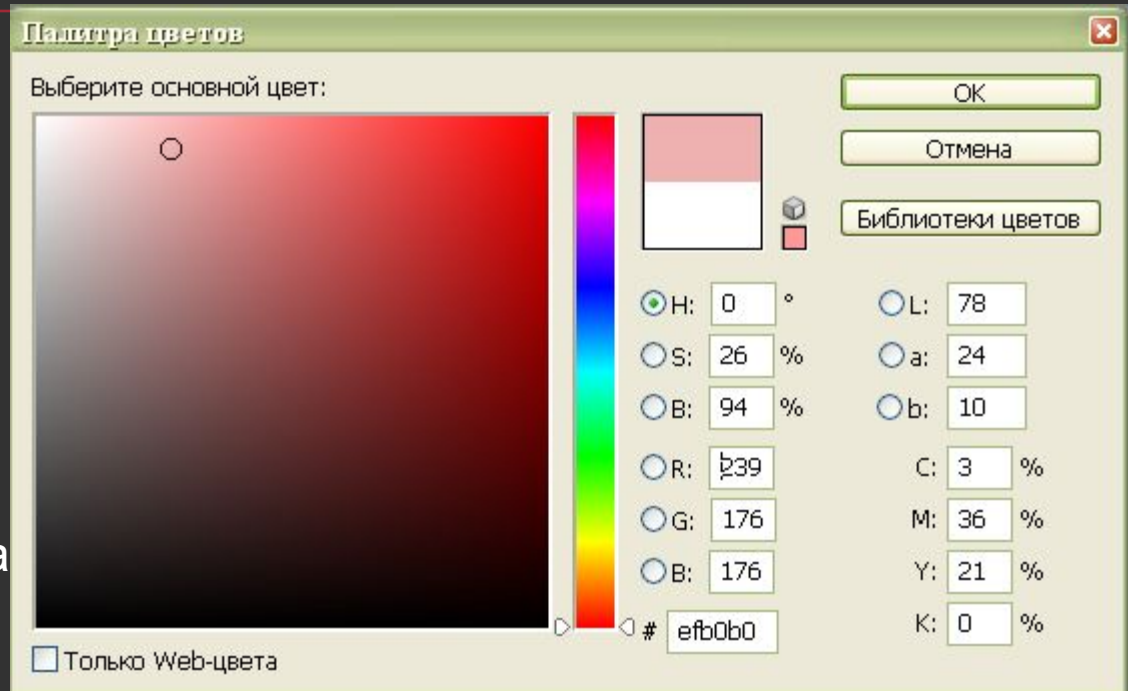 Палитра цветов
Выберите основной цвет:
OK
Отмена
Библиотеки цветов
H: 0 °
L: 78
S: 26 %
a: 24
B: 94 %
b: 10
R: 239
C: 3 %
G: 176
M: 36 %
а
B: 176
Y: 21 %
# efb0b0
K: 0 %
Только Web-цвета